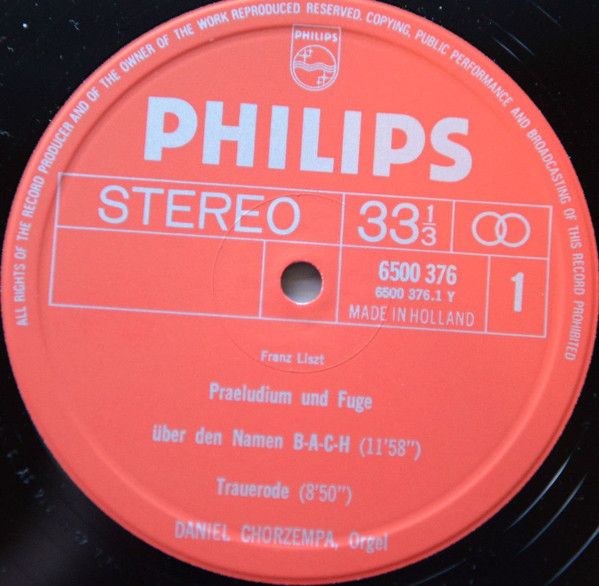 ALL RIGHTS OF THE RECORD PRODUCER AND OF THE OWNER OF THE WORK REPRODUCED RESERVED. COPYING, PUBLIC PERFORMANCE AND BROADCASTING OF THIS RECORD PROHIBITED
PHILIPS
PHILIPS
STEREO 33 1/3
6500 376
6500 376.1 Y
MADE IN HOLLAND
1
Franz Liszt
Praeludium und Fuge
über den Namen B-A-C-H (11'58")
Trauerode (8'50")
DANIEL CHORZEMPA, Orgel